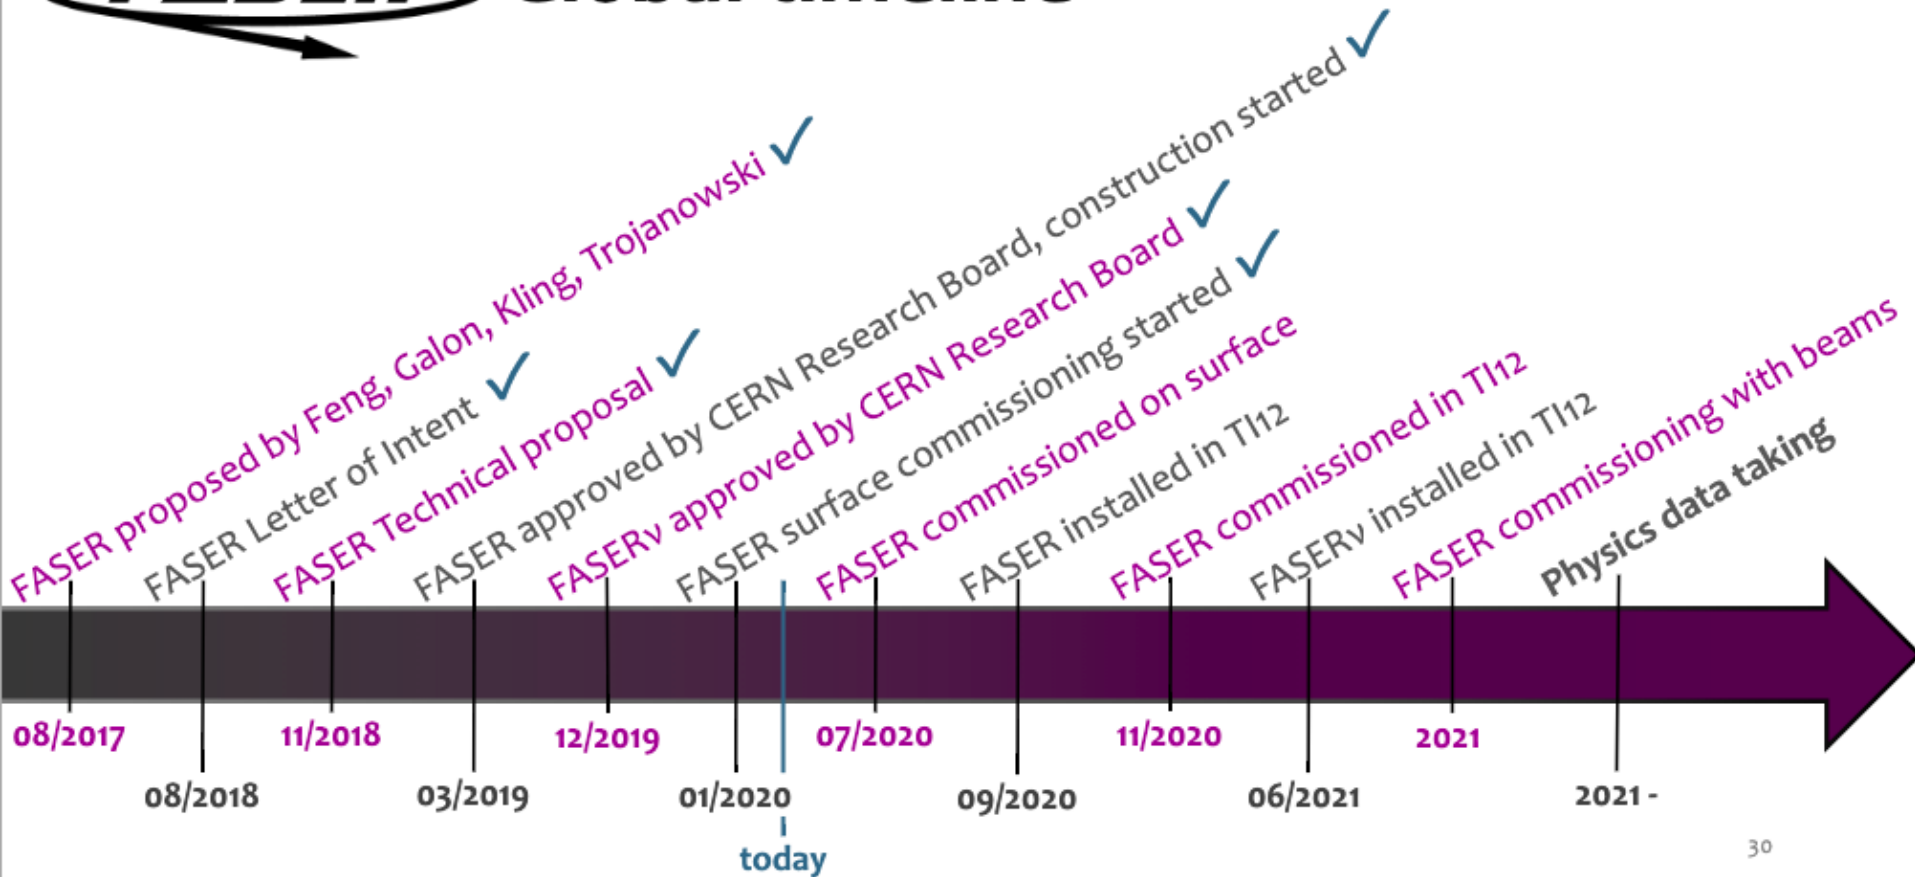 Global timeline
FASER proposed by Feng, Galon, Kling, Trojanowski ✓
FASER Letter of Intent ✓
FASER Technical proposal ✓
FASER approved by CERN Research Board, construction started ✓
FASERν approved by CERN Research Board ✓
FASER surface commissioning started ✓
FASER commissioned on surface
FASER installed in TI12
FASER commissioned in TI12
FASERν installed in TI12
FASER commissioning with beams
Physics data taking
08/2017
11/2018
12/2019
07/2020
11/2020
2021
08/2018
03/2019
01/2020
09/2020
06/2021
2021 -
today
30